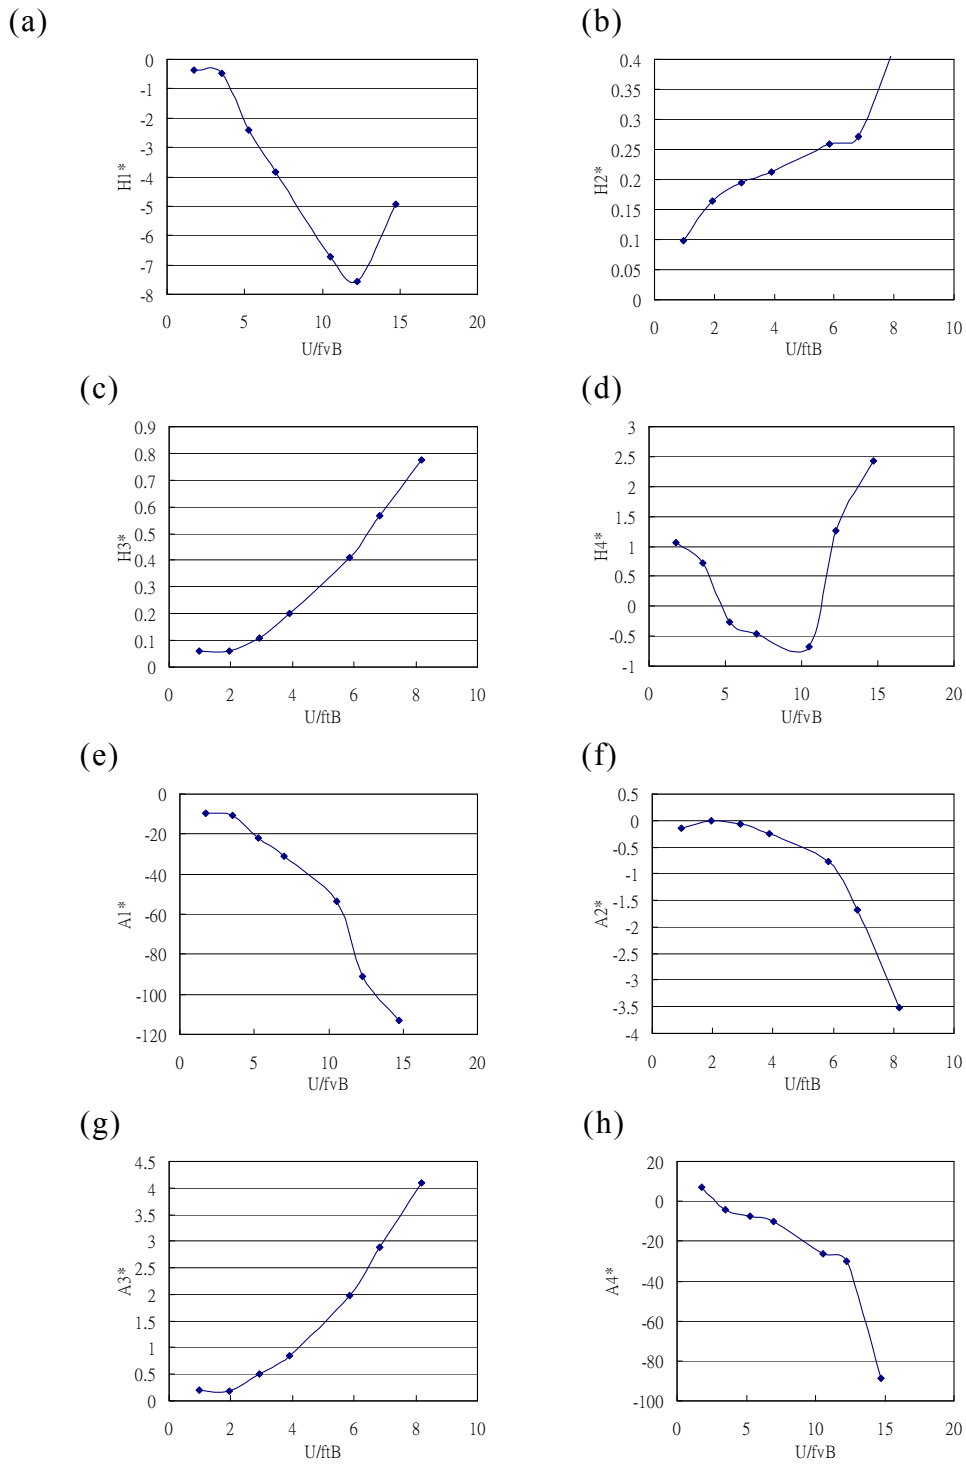 (a)
0
-1
-2
-3
-4
-5
-6
-7
-8
H1*
0 5 10 15 20
U/fvB
(b)
0.4
0.35
0.3
0.25
0.2
0.15
0.1
0.05
0
H2*
0 2 4 6 8 10
U/ftB
(c)
0.9
0.8
0.7
0.6
0.5
0.4
0.3
0.2
0.1
0
H3*
0 2 4 6 8 10
U/ftB
(d)
3
2.5
2
1.5
1
0.5
0
-0.5
-1
H4*
0 5 10 15 20
U/fvB
(e)
0
-20
-40
-60
-80
-100
-120
A1*
0 5 10 15 20
U/fvB
(f)
0.5
0
-0.5
-1
-1.5
-2
-2.5
-3
-3.5
-4
A2*
0 2 4 6 8 10
U/ftB
(g)
4.5
4
3.5
3
2.5
2
1.5
1
0.5
0
A3*
0 2 4 6 8 10
U/ftB
(h)
20
0
-20
-40
-60
-80
-100
A4*
0 5 10 15 20
U/fvB